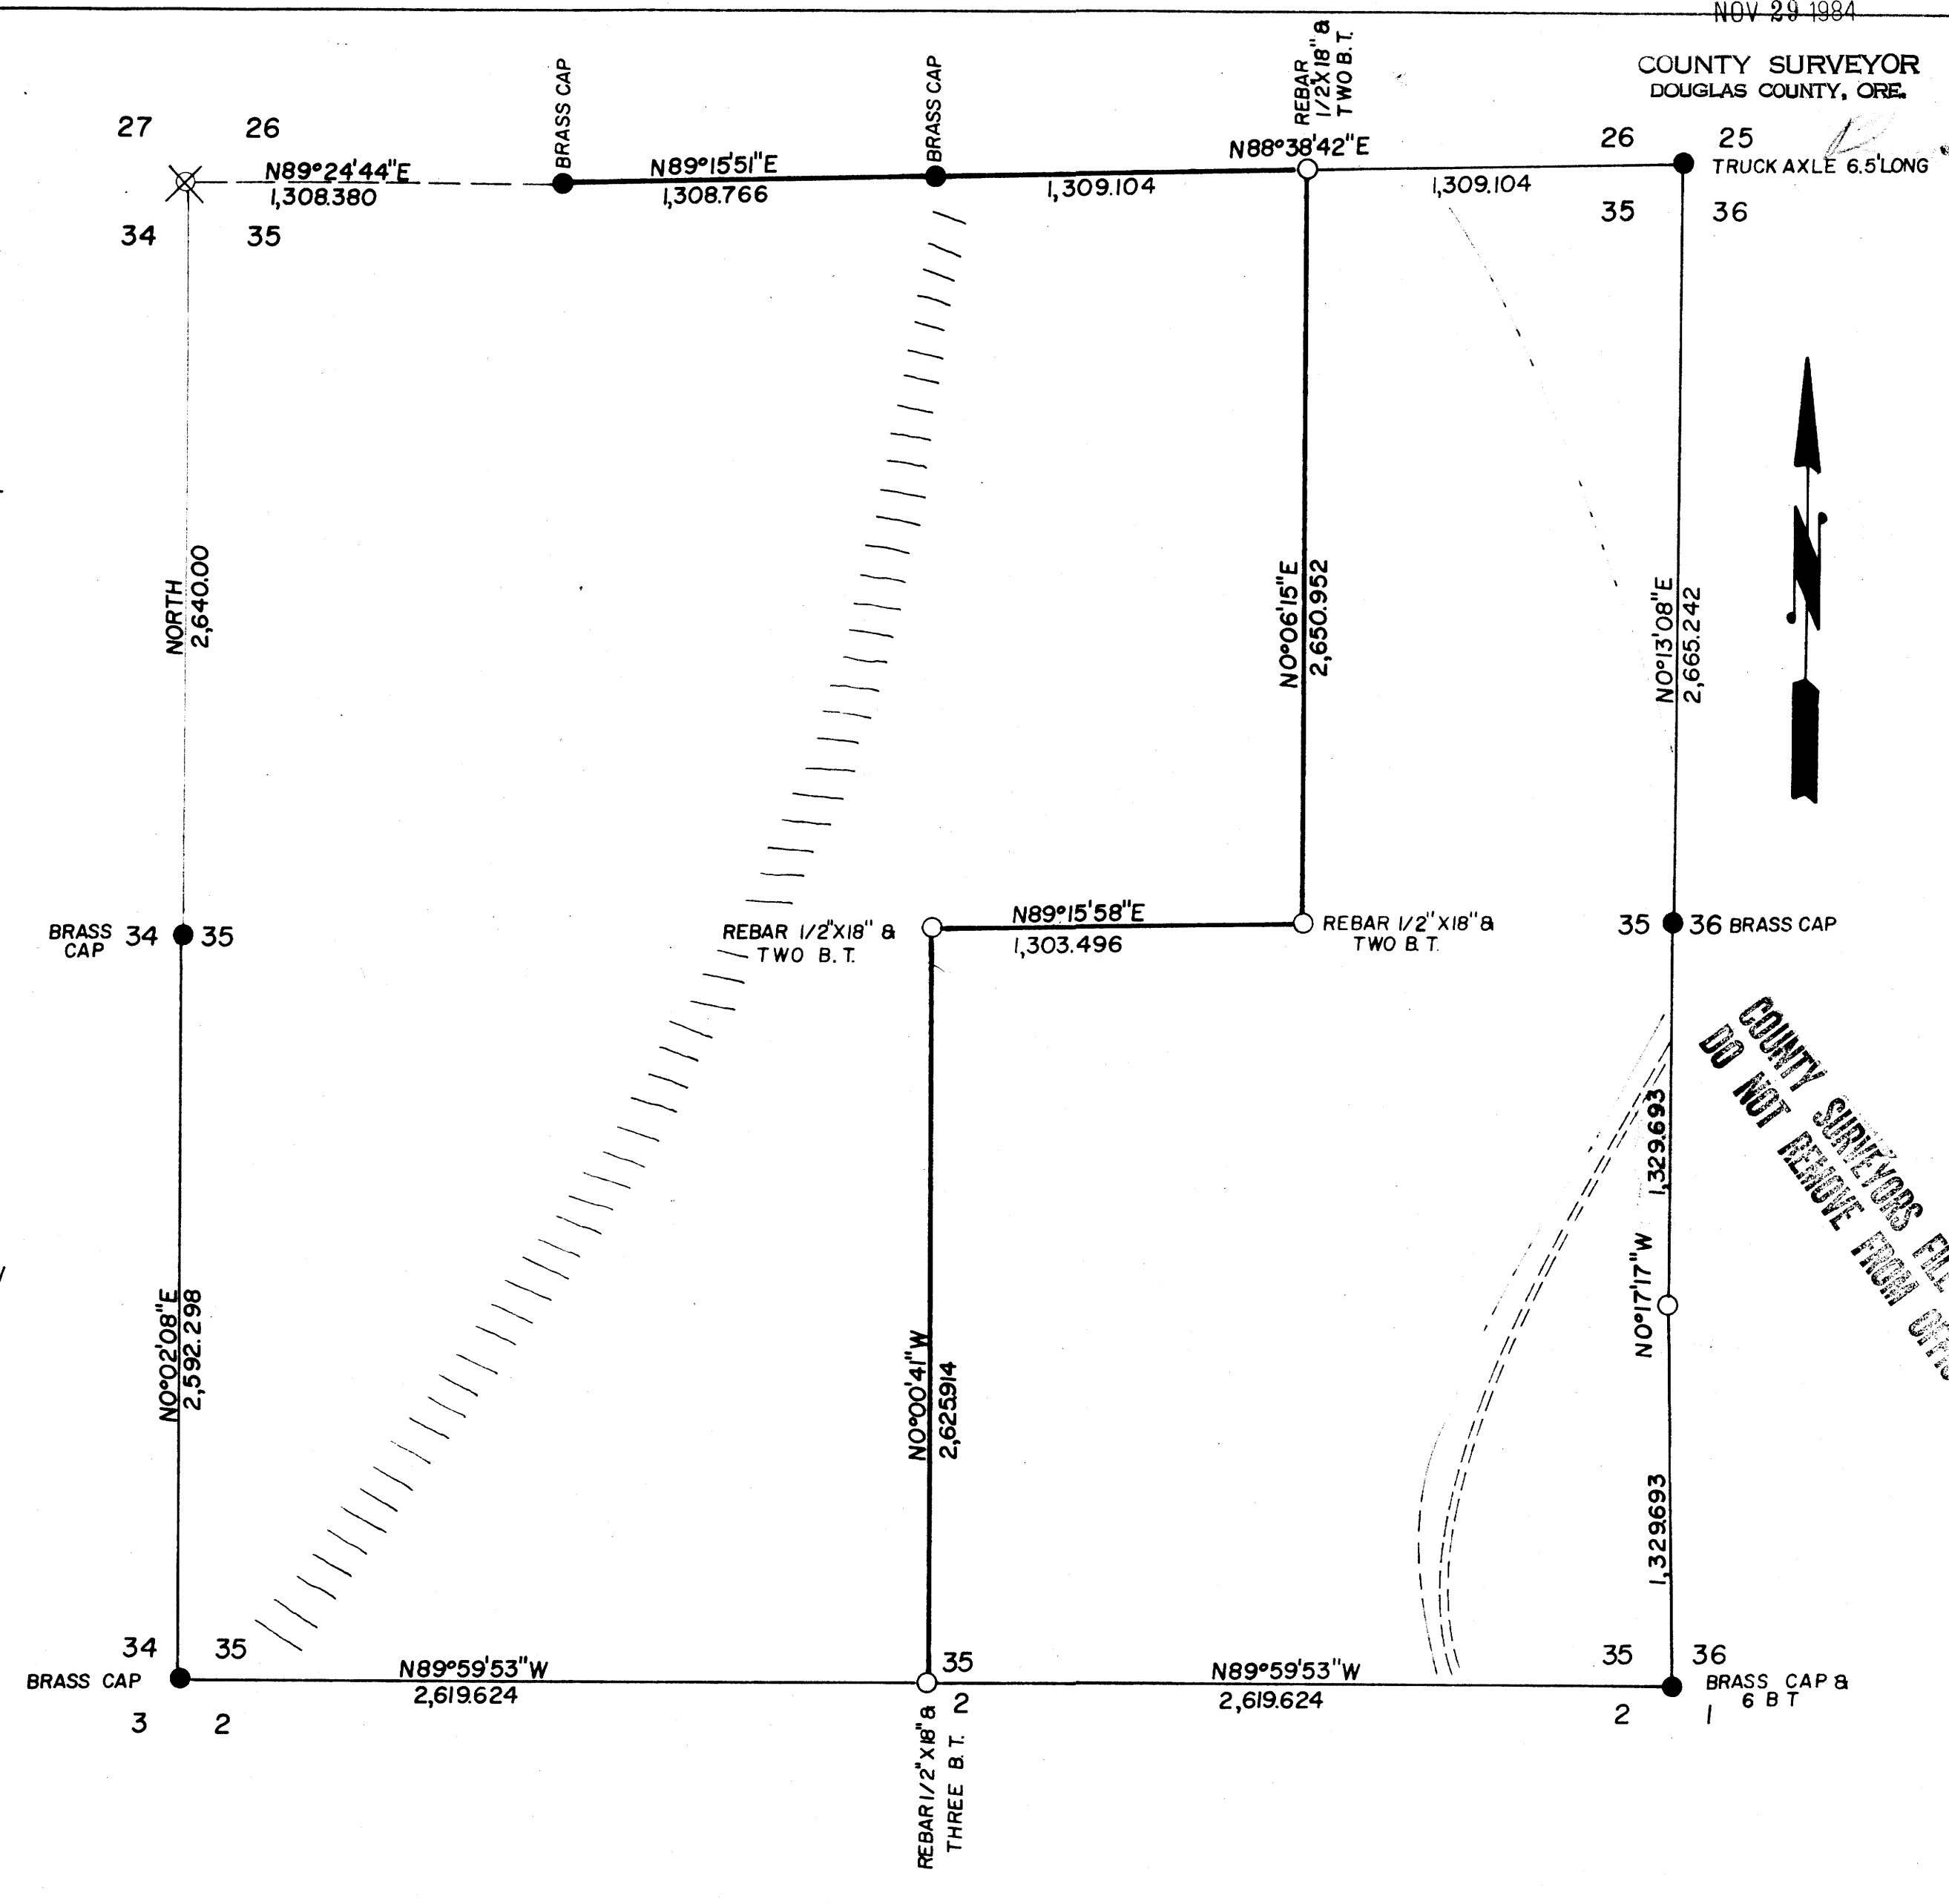 NOV 29 1984
COUNTY SURVEYOR
DOUGLAS COUNTY, ORE.
BRASS CAP
BRASS CAP
REBAR
1/2"X18" &
TWO B.T.
27 26
26 25
N89°24'44"E
1,308.380
N89°15'51"E
1,308.766
N88°38'42"E
1,309.104
1,309.104
TRUCK AXLE 6.5' LONG
34 35
35 36
NORTH
2,640.00
N0°06'15"E
2,650.952
N0°13'08"E
2,665.242
N
BRASS
CAP
34 35
REBAR 1/2"X18" &
TWO B.T.
N89°15'58"E
1,303.496
REBAR 1/2"X18" &
TWO B.T.
35 36 BRASS CAP
COUNTY SURVEYORS FILE
DO NOT REMOVE FROM
1,329.693
N0°17'17"W
1,329.693
N0°02'08"E
2,592.298
N0°00'41"W
2,625.914
34 35
35
35 36
BRASS CAP
N89°59'53"W
2,619.624
N89°59'53"W
2,619.624
BRASS CAP &
6 B T
3 2
2
2 1
REBAR 1/2"X18" &
THREE B.T.